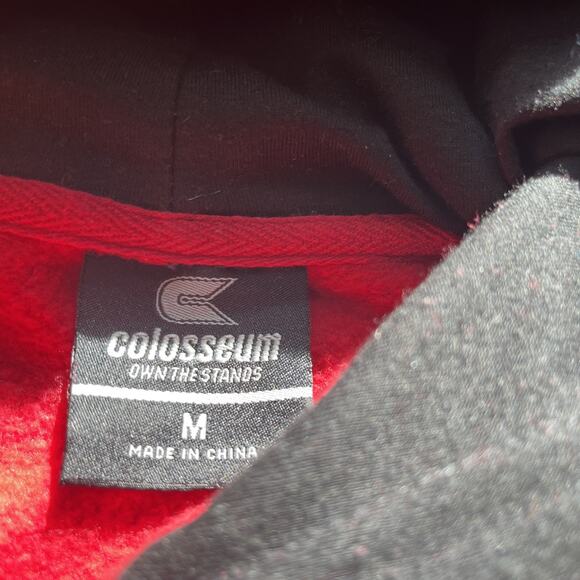 colosseum
OWN THE STANDS
M
MADE IN CHINA